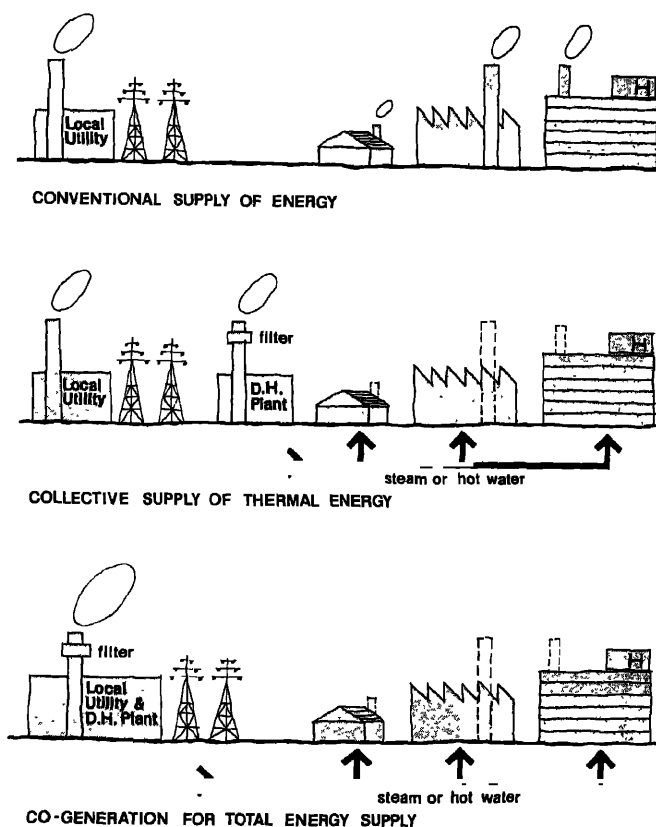 Local
Utility
H
CONVENTIONAL SUPPLY OF ENERGY
filter
Local
Utility
D.H.
Plant
H
steam or hot water
COLLECTIVE SUPPLY OF THERMAL ENERGY
filter
Local
Utility &
D.H. Plant
H
steam or hot water
CO-GENERATION FOR TOTAL ENERGY SUPPLY